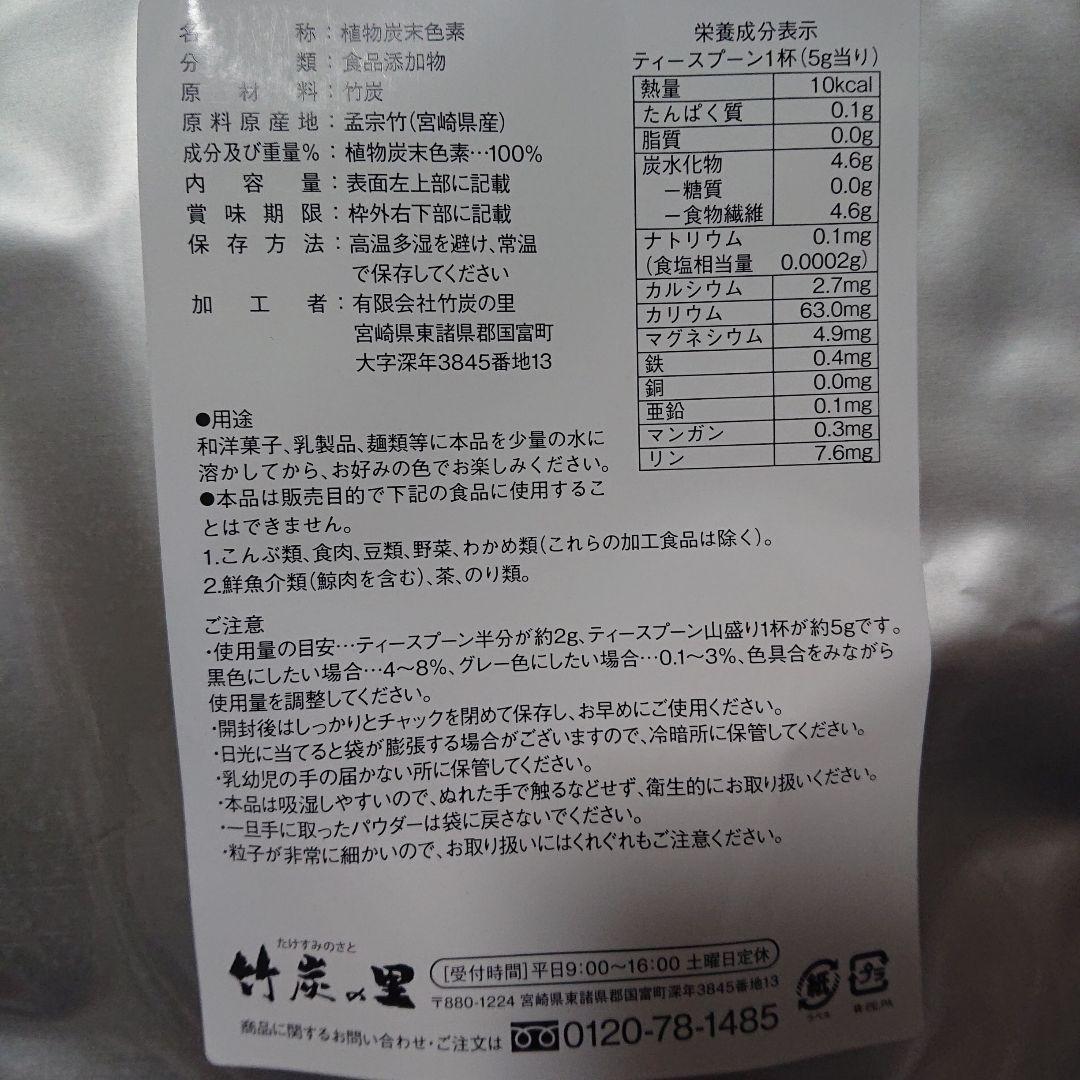 名称：植物炭末色素
分類：食品添加物
原材料：竹炭
原料原産地：孟宗竹(宮崎県産)
成分及び重量%：植物炭末色素…100%
内容量：表面左上部に記載
賞味期限：枠外右下部に記載
保存方法：高温多湿を避け、常温
で保存してください
加工者：有限会社竹炭の里
宮崎県東諸県郡国富町
大字深年3845番地13
栄養成分表示
ティースプーン1杯(5g当り)
熱量 10kcal
たんぱく質 0.1g
脂質 0.0g
炭水化物 4.6g
－糖質 0.0g
－食物繊維 4.6g
ナトリウム 0.1mg
(食塩相当量 0.0002g)
カルシウム 2.7mg
カリウム 63.0mg
マグネシウム 4.9mg
鉄 0.4mg
銅 0.0mg
亜鉛 0.1mg
マンガン 0.3mg
リン 7.6mg
●用途
和洋菓子、乳製品、麺類等に本品を少量の水に
溶かしてから、お好みの色でお楽しみください。
●本品は販売目的で下記の食品に使用するこ
とはできません。
1.こんぶ類、食肉、豆類、野菜、わかめ類(これらの加工食品は除く)。
2.鮮魚介類(鯨肉を含む)、茶、のり類。
ご注意
・使用量の目安…ティースプーン半分が約2g、ティースプーン山盛り1杯が約5gです。
黒色にしたい場合…4～8%、グレー色にしたい場合…0.1～3%、色具合をみながら
使用量を調整してください。
・開封後はしっかりとチャックを閉めて保存し、お早めにご使用ください。
・日光に当てると袋が膨張する場合がございますので、冷暗所に保管してください。
・乳幼児の手の届かない所に保管してください。
・本品は吸湿しやすいので、ぬれた手で触るなどせず、衛生的にお取り扱いください。
・一旦手に取ったパウダーは袋に戻さないでください。
・粒子が非常に細かいので、お取り扱いにはくれぐれもご注意ください。
たけすみのさと
竹炭の里
[受付時間]平日9:00～16:00 土曜日定休
〒880-1224 宮崎県東諸県郡国富町深年3845番地13
商品に関するお問い合わせ・ご注文は 0120-78-1485
紙
ラベル
プラ
袋:PE,PA